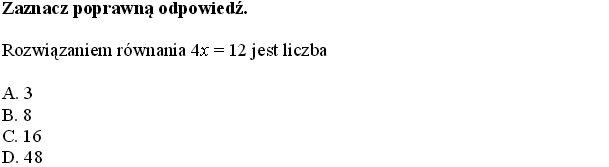 Zaznacz poprawną odpowiedź.
Rozwiązaniem równania 4x = 12 jest liczba
A. 3
B. 8
C. 16
D. 48